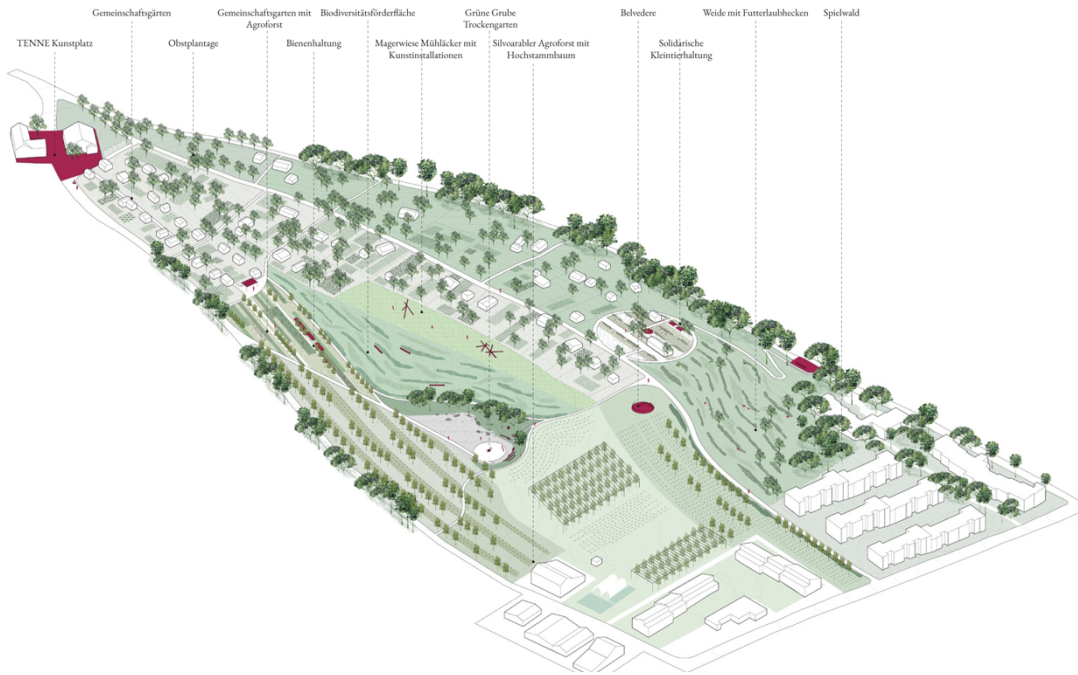 Gemeinschaftsgärten
Gemeinschaftsgarten mit
Agroforst
Biodiversitätsförderfläche
Grüne Grube
Trockengarten
Belvedere
Weide mit Futterlaubhecken
Spielwald
TENNE Kunstplatz
Obstplantage
Bienenhaltung
Magerwiese Mühläcker mit
Kunstinstallationen
Silvoarabler Agroforst mit
Hochstammbaum
Solidarische
Kleintierhaltung